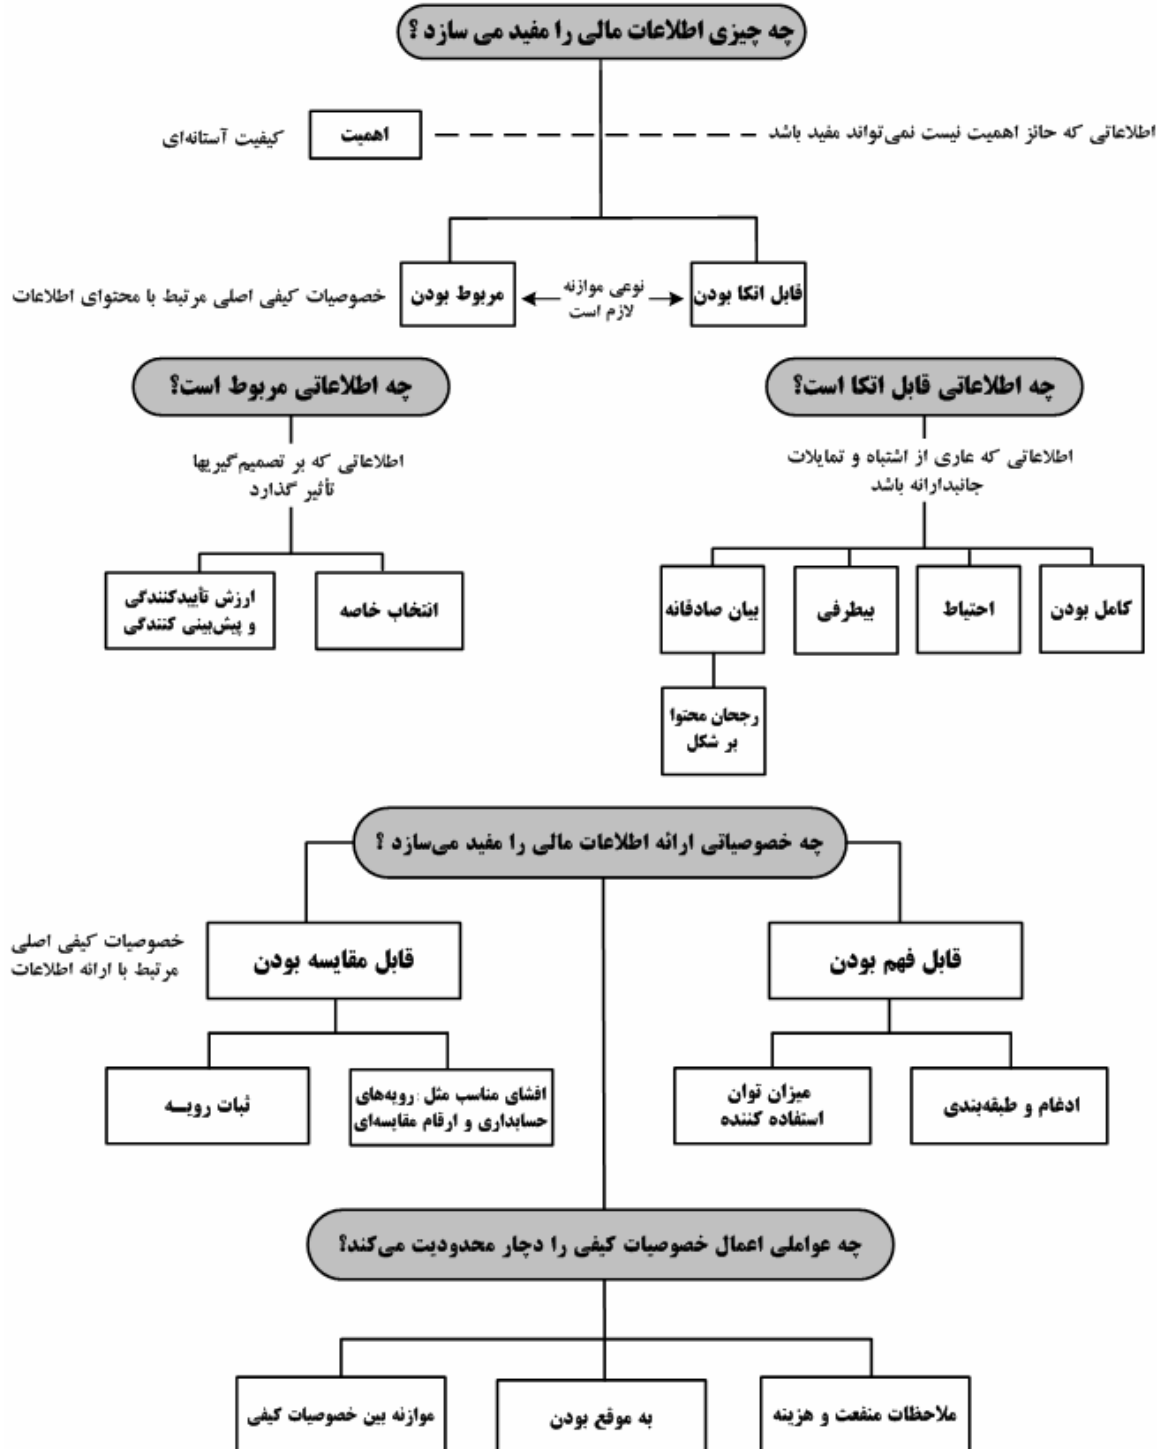 چه چیزی اطلاعات مالی را مفید می سازد ؟
اطلاعاتی که حائز اهمیت نیست نمی‌تواند مفید باشد
اهمیت
کیفیت آستانه‌ای
قابل اتکا بودن
نوعی موازنه
لازم است
مربوط بودن
خصوصیات کیفی اصلی مرتبط با محتوای اطلاعات
چه اطلاعاتی قابل اتکا است؟
اطلاعاتی که عاری از اشتباه و تمایلات
جانبدارانه باشد
کامل بودن
احتیاط
بیطرفی
بیان صادقانه
رجحان محتوا
بر شکل
چه اطلاعاتی مربوط است؟
اطلاعاتی که بر تصمیم‌گیریها
تأثیر گذارد
انتخاب خاصه
ارزش تأییدکنندگی
و پیش‌بینی کنندگی
چه خصوصیاتی ارائه اطلاعات مالی را مفید می‌سازد ؟
قابل فهم بودن
ادغام و طبقه‌بندی
میزان توان
استفاده کننده
قابل مقایسه بودن
خصوصیات کیفی اصلی
مرتبط با ارائه اطلاعات
افشای مناسب مثل : رویه‌های
حسابداری و ارقام مقایسه‌ای
ثبات رویــه
چه عواملی اعمال خصوصیات کیفی را دچار محدودیت می‌کند؟
ملاحظات منفعت و هزینه
به موقع بودن
موازنه بین خصوصیات کیفی